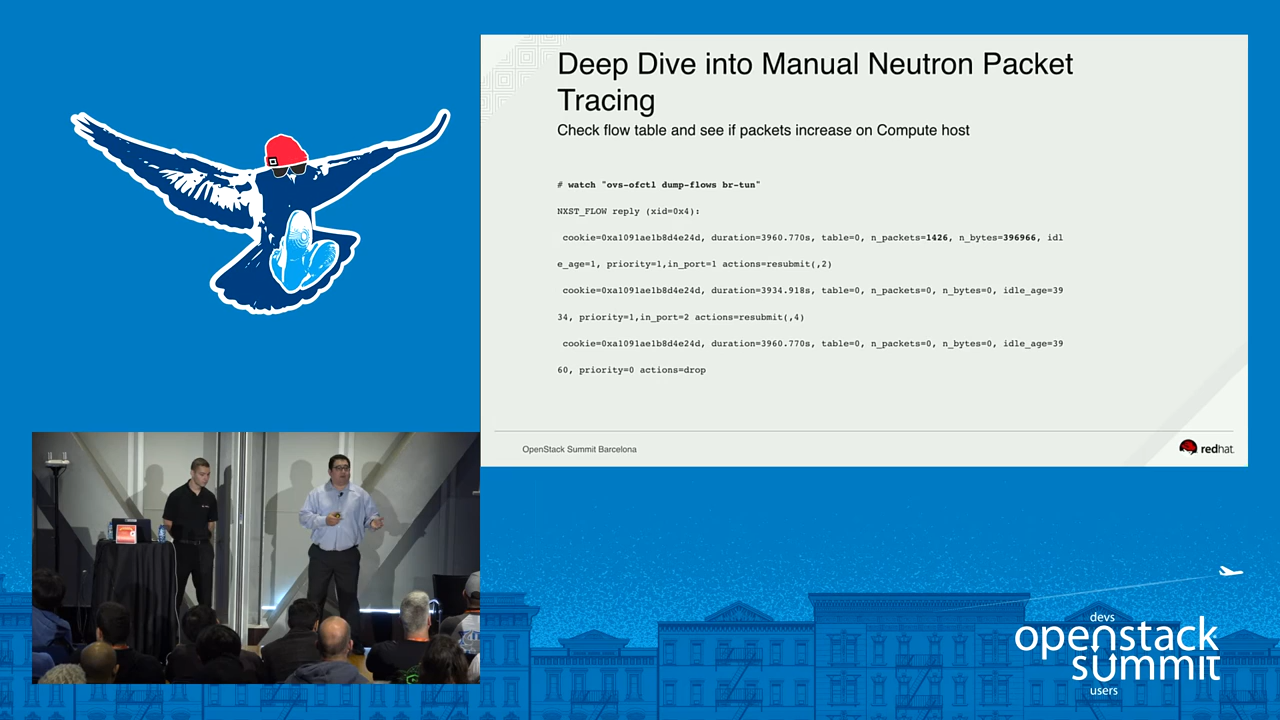 Deep Dive into Manual Neutron Packet
Tracing
Check flow table and see if packets increase on Compute host
# watch "ovs-ofctl dump-flows br-tun"
NXST_FLOW reply (xid=0x4):
cookie=0xa1091ae1b8d4e24d, duration=3960.770s, table=0, n_packets=1426, n_bytes=396966, idl
e_age=1, priority=1,in_port=1 actions=resubmit(,2)
cookie=0xa1091ae1b8d4e24d, duration=3934.918s, table=0, n_packets=0, n_bytes=0, idle_age=39
34, priority=1,in_port=2 actions=resubmit(,4)
cookie=0xa1091ae1b8d4e24d, duration=3960.770s, table=0, n_packets=0, n_bytes=0, idle_age=39
60, priority=0 actions=drop
OpenStack Summit Barcelona
redhat.
devs
openstack
summit
users